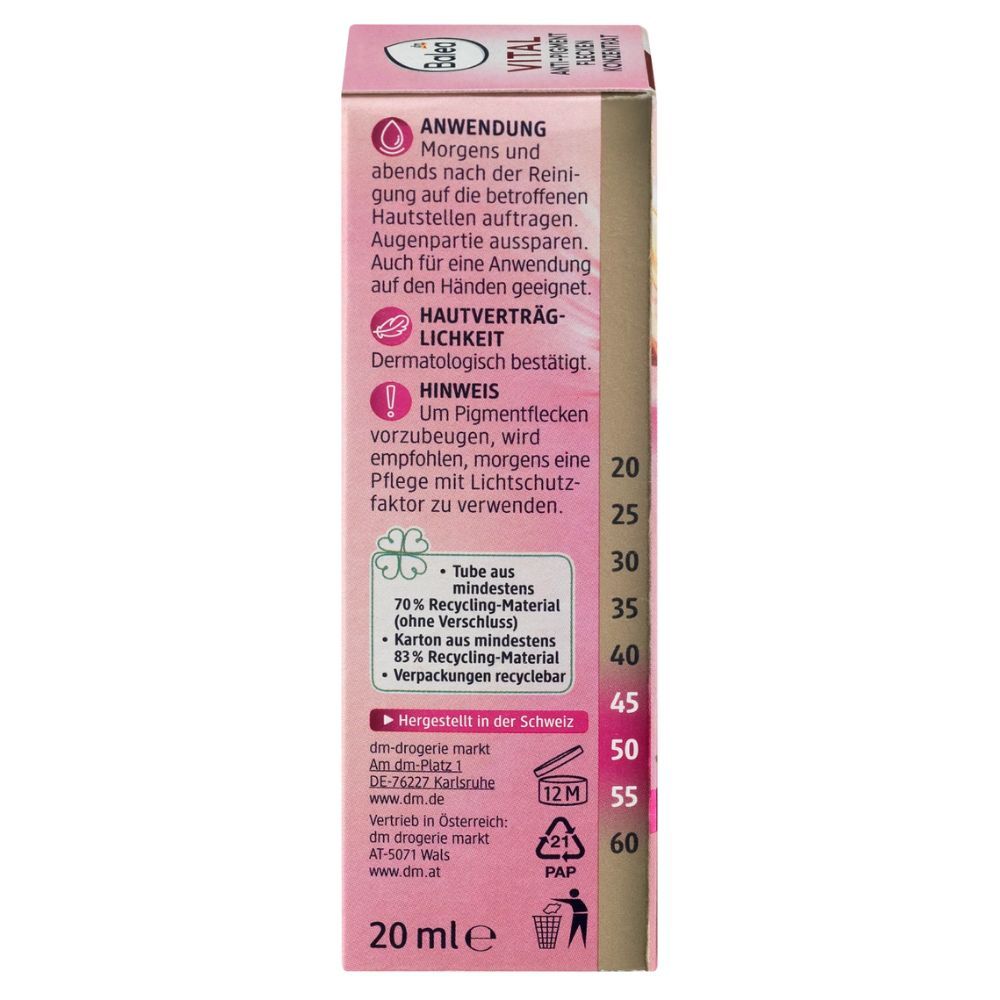 dm
Balea
VITAL
ANTI-PIGMENT
FLECKEN
KONZENTRAT
ANWENDUNG
Morgens und
abends nach der Reini-
gung auf die betroffenen
Hautstellen auftragen.
Augenpartie aussparen.
Auch für eine Anwendung
auf den Händen geeignet.
HAUTVERTRÄG-
LICHKEIT
Dermatologisch bestätigt.
HINWEIS
Um Pigmentflecken
vorzubeugen, wird
empfohlen, morgens eine
Pflege mit Lichtschutz-
faktor zu verwenden.
• Tube aus
mindestens
70 % Recycling-Material
(ohne Verschluss)
• Karton aus mindestens
83 % Recycling-Material
• Verpackungen recyclebar
▶ Hergestellt in der Schweiz
dm-drogerie markt
Am dm-Platz 1
DE-76227 Karlsruhe
www.dm.de
Vertrieb in Österreich:
dm drogerie markt
AT-5071 Wals
www.dm.at
12 M
21
PAP
20 ml ℮
20
25
30
35
40
45
50
55
60